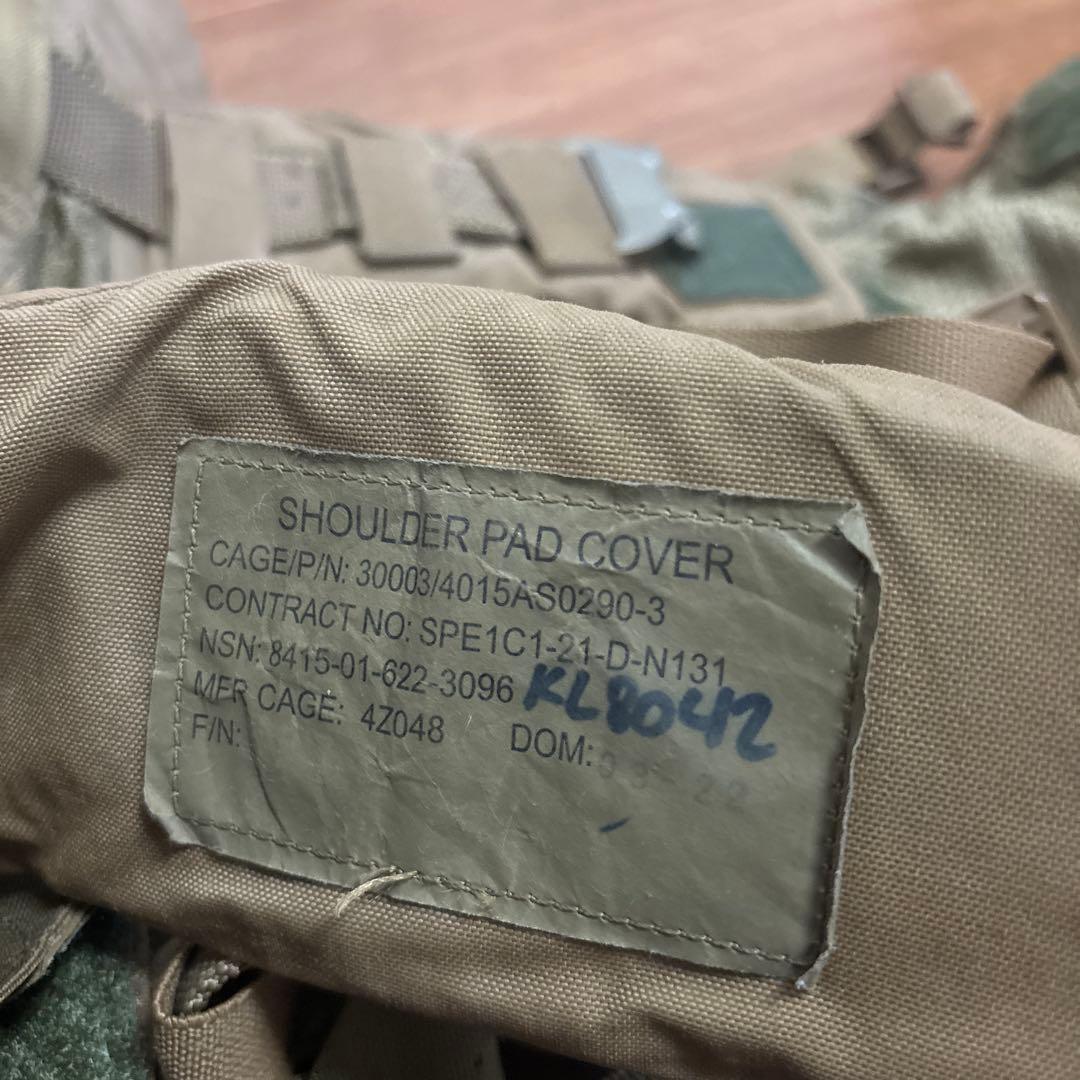 SHOULDER PAD COVER
CAGE/P/N: 30003/4015AS0290-3
CONTRACT NO: SPE1C1-21-D-N131
NSN: 8415-01-622-3096 KL8042
MFR CAGE: 4Z048 DOM:
F/N: